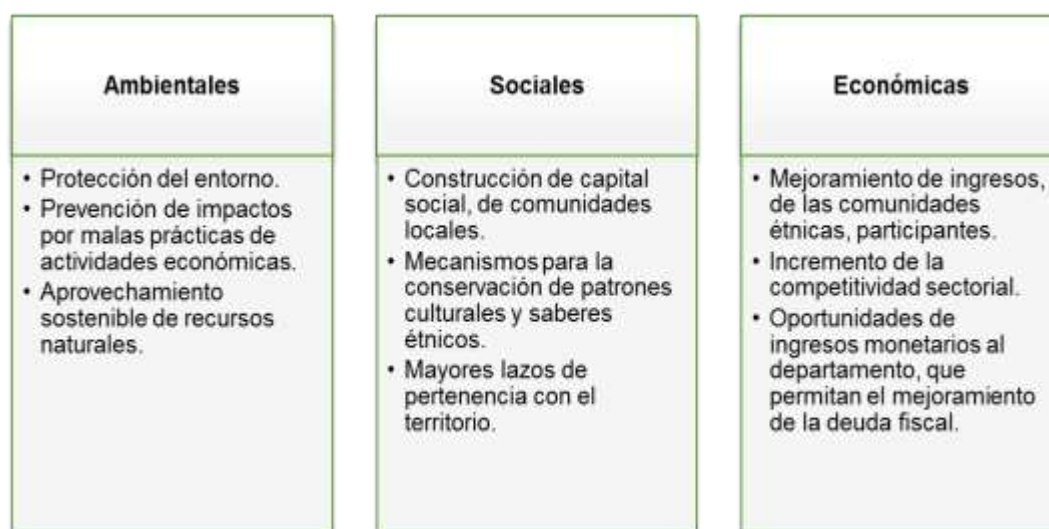 Ambientales
• Protección del entorno.
• Prevención de impactos
por malas prácticas de
actividades económicas.
• Aprovechamiento
sostenible de recursos
naturales.
Sociales
• Construcción de capital
social, de comunidades
locales.
• Mecanismos para la
conservación de patrones
culturales y saberes
étnicos.
• Mayores lazos de
pertenencia con el
territorio.
Económicas
• Mejoramiento de ingresos,
de las comunidades
étnicas, participantes.
• Incremento de la
competitividad sectorial.
• Oportunidades de
ingresos monetarios al
departamento, que
permitan el mejoramiento
de la deuda fiscal.